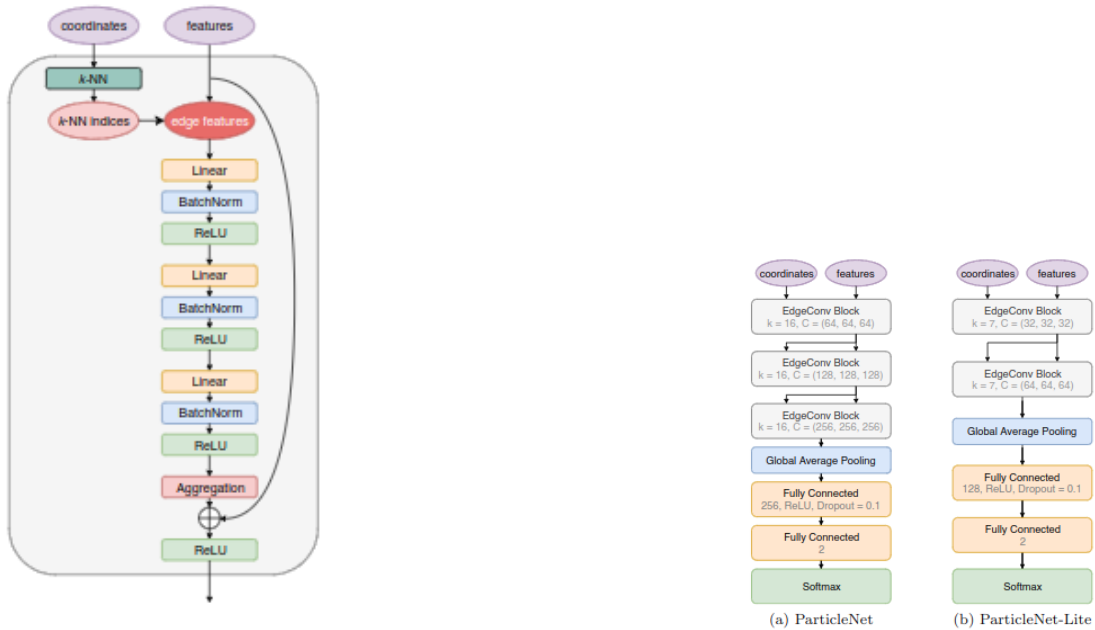 coordinates
features
k-NN
k-NN indices
edge features
Linear
BatchNorm
ReLU
Linear
BatchNorm
ReLU
Linear
BatchNorm
ReLU
Aggregation
ReLU
coordinates
features
EdgeConv Block
k = 16, C = (64, 64, 64)
EdgeConv Block
k = 16, C = (128, 128, 128)
EdgeConv Block
k = 16, C = (256, 256, 256)
Global Average Pooling
Fully Connected
256, ReLU, Dropout = 0.1
Fully Connected
2
Softmax
(a) ParticleNet
coordinates
features
EdgeConv Block
k = 7, C = (32, 32, 32)
EdgeConv Block
k = 7, C = (64, 64, 64)
Global Average Pooling
Fully Connected
128, ReLU, Dropout = 0.1
Fully Connected
2
Softmax
(b) ParticleNet-Lite